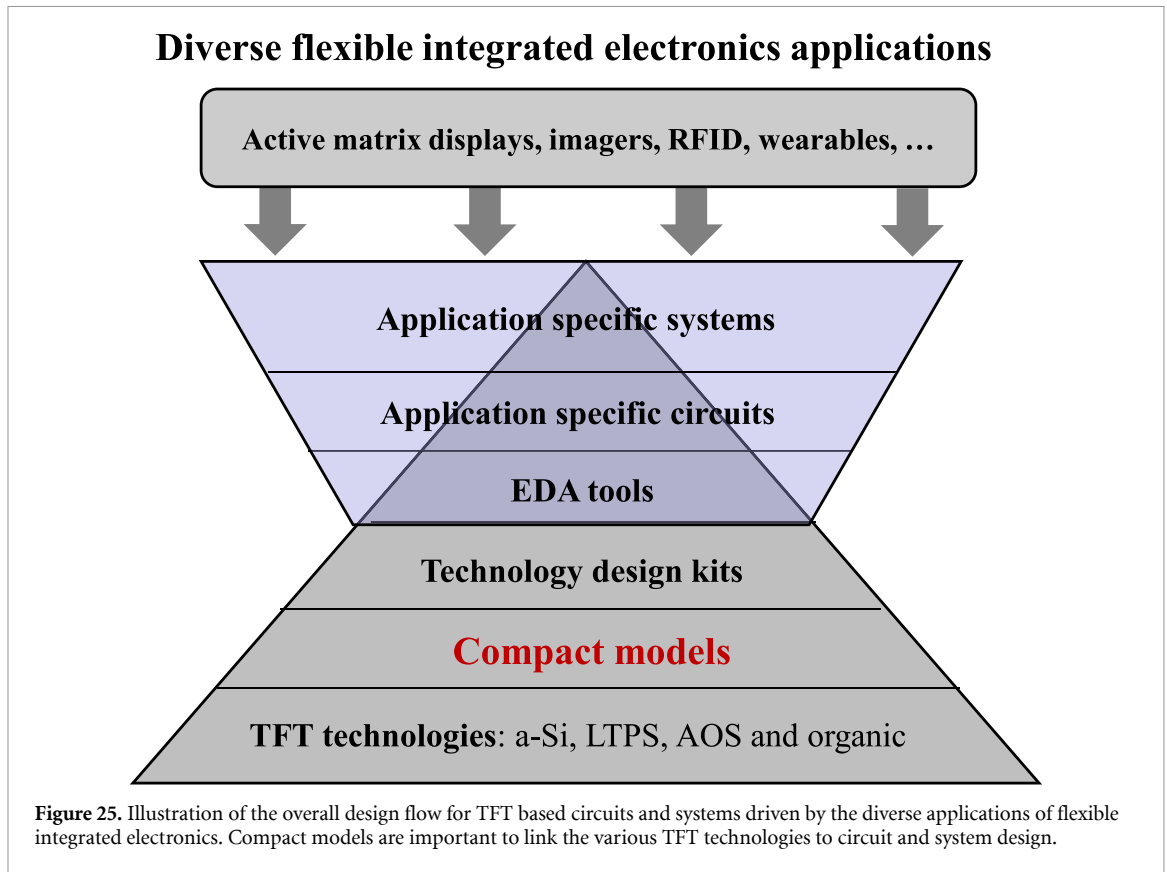 Diverse flexible integrated electronics applications
Active matrix displays, imagers, RFID, wearables, …
Application specific systems
Application specific circuits
EDA tools
Technology design kits
Compact models
TFT technologies: a-Si, LTPS, AOS and organic
Figure 25. Illustration of the overall design flow for TFT based circuits and systems driven by the diverse applications of flexible
integrated electronics. Compact models are important to link the various TFT technologies to circuit and system design.